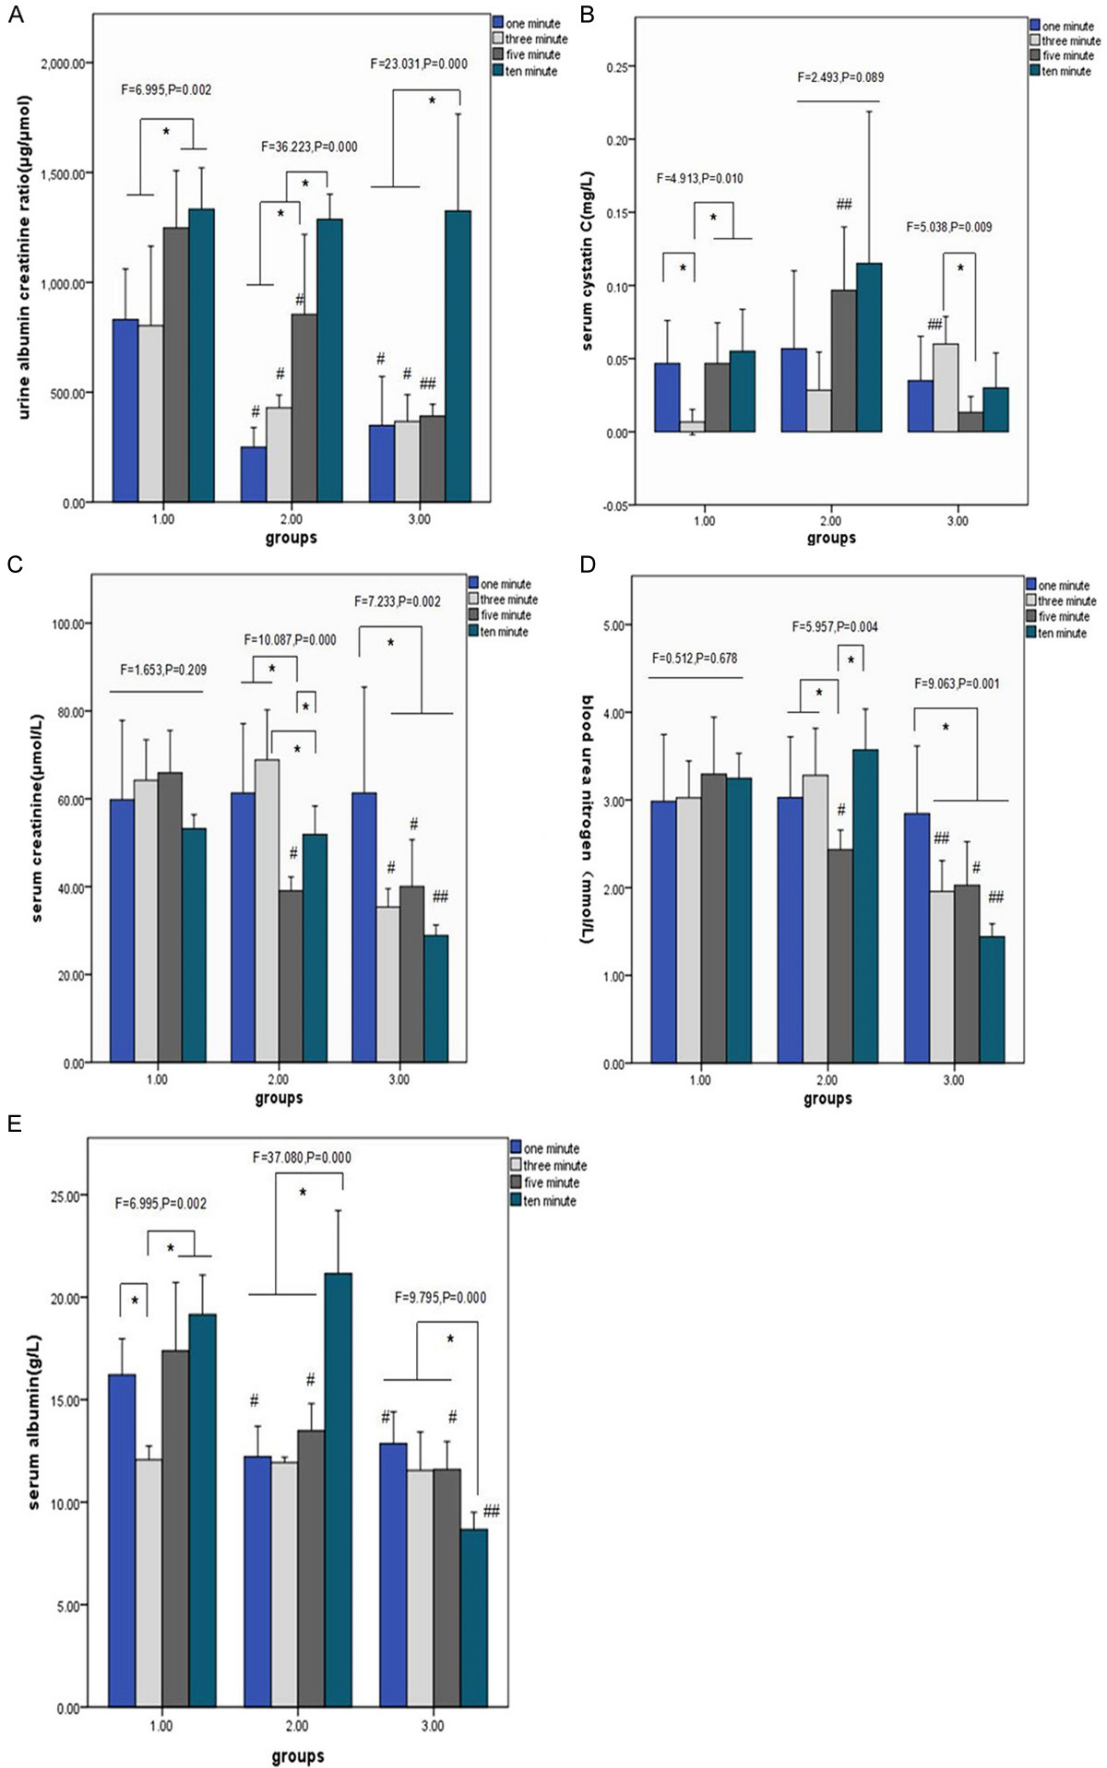 A
one minute
three minute
five minute
ten minute
2,000.00
1,500.00
1,000.00
500.00
0.00
urine albumin creatinine ratio(μg/μmol)
F=6.995,P=0.002
*
F=36.223,P=0.000
*
*
F=23.031,P=0.000
*
#
#
#
#
#
##
1.00
2.00
3.00
groups
B
one minute
three minute
five minute
ten minute
0.25
0.20
0.15
0.10
0.05
0.00
-0.05
serum cystatin C(mg/L)
F=4.913,P=0.010
*
*
F=2.493,P=0.089
##
F=5.038,P=0.009
*
##
1.00
2.00
3.00
groups
C
one minute
three minute
five minute
ten minute
100.00
80.00
60.00
40.00
20.00
0.00
serum creatinine(μmol/L)
F=1.653,P=0.209
F=10.087,P=0.000
*
*
*
#
F=7.233,P=0.002
*
#
#
##
1.00
2.00
3.00
groups
D
one minute
three minute
five minute
ten minute
5.00
4.00
3.00
2.00
1.00
0.00
blood urea nitrogen（mmol/L)
F=0.512,P=0.678
F=5.957,P=0.004
*
*
#
F=9.063,P=0.001
*
##
#
##
1.00
2.00
3.00
groups
E
one minute
three minute
five minute
ten minute
25.00
20.00
15.00
10.00
5.00
0.00
serum albumin(g/L)
F=6.995,P=0.002
*
*
F=37.080,P=0.000
*
#
#
F=9.795,P=0.000
*
#
#
##
1.00
2.00
3.00
groups